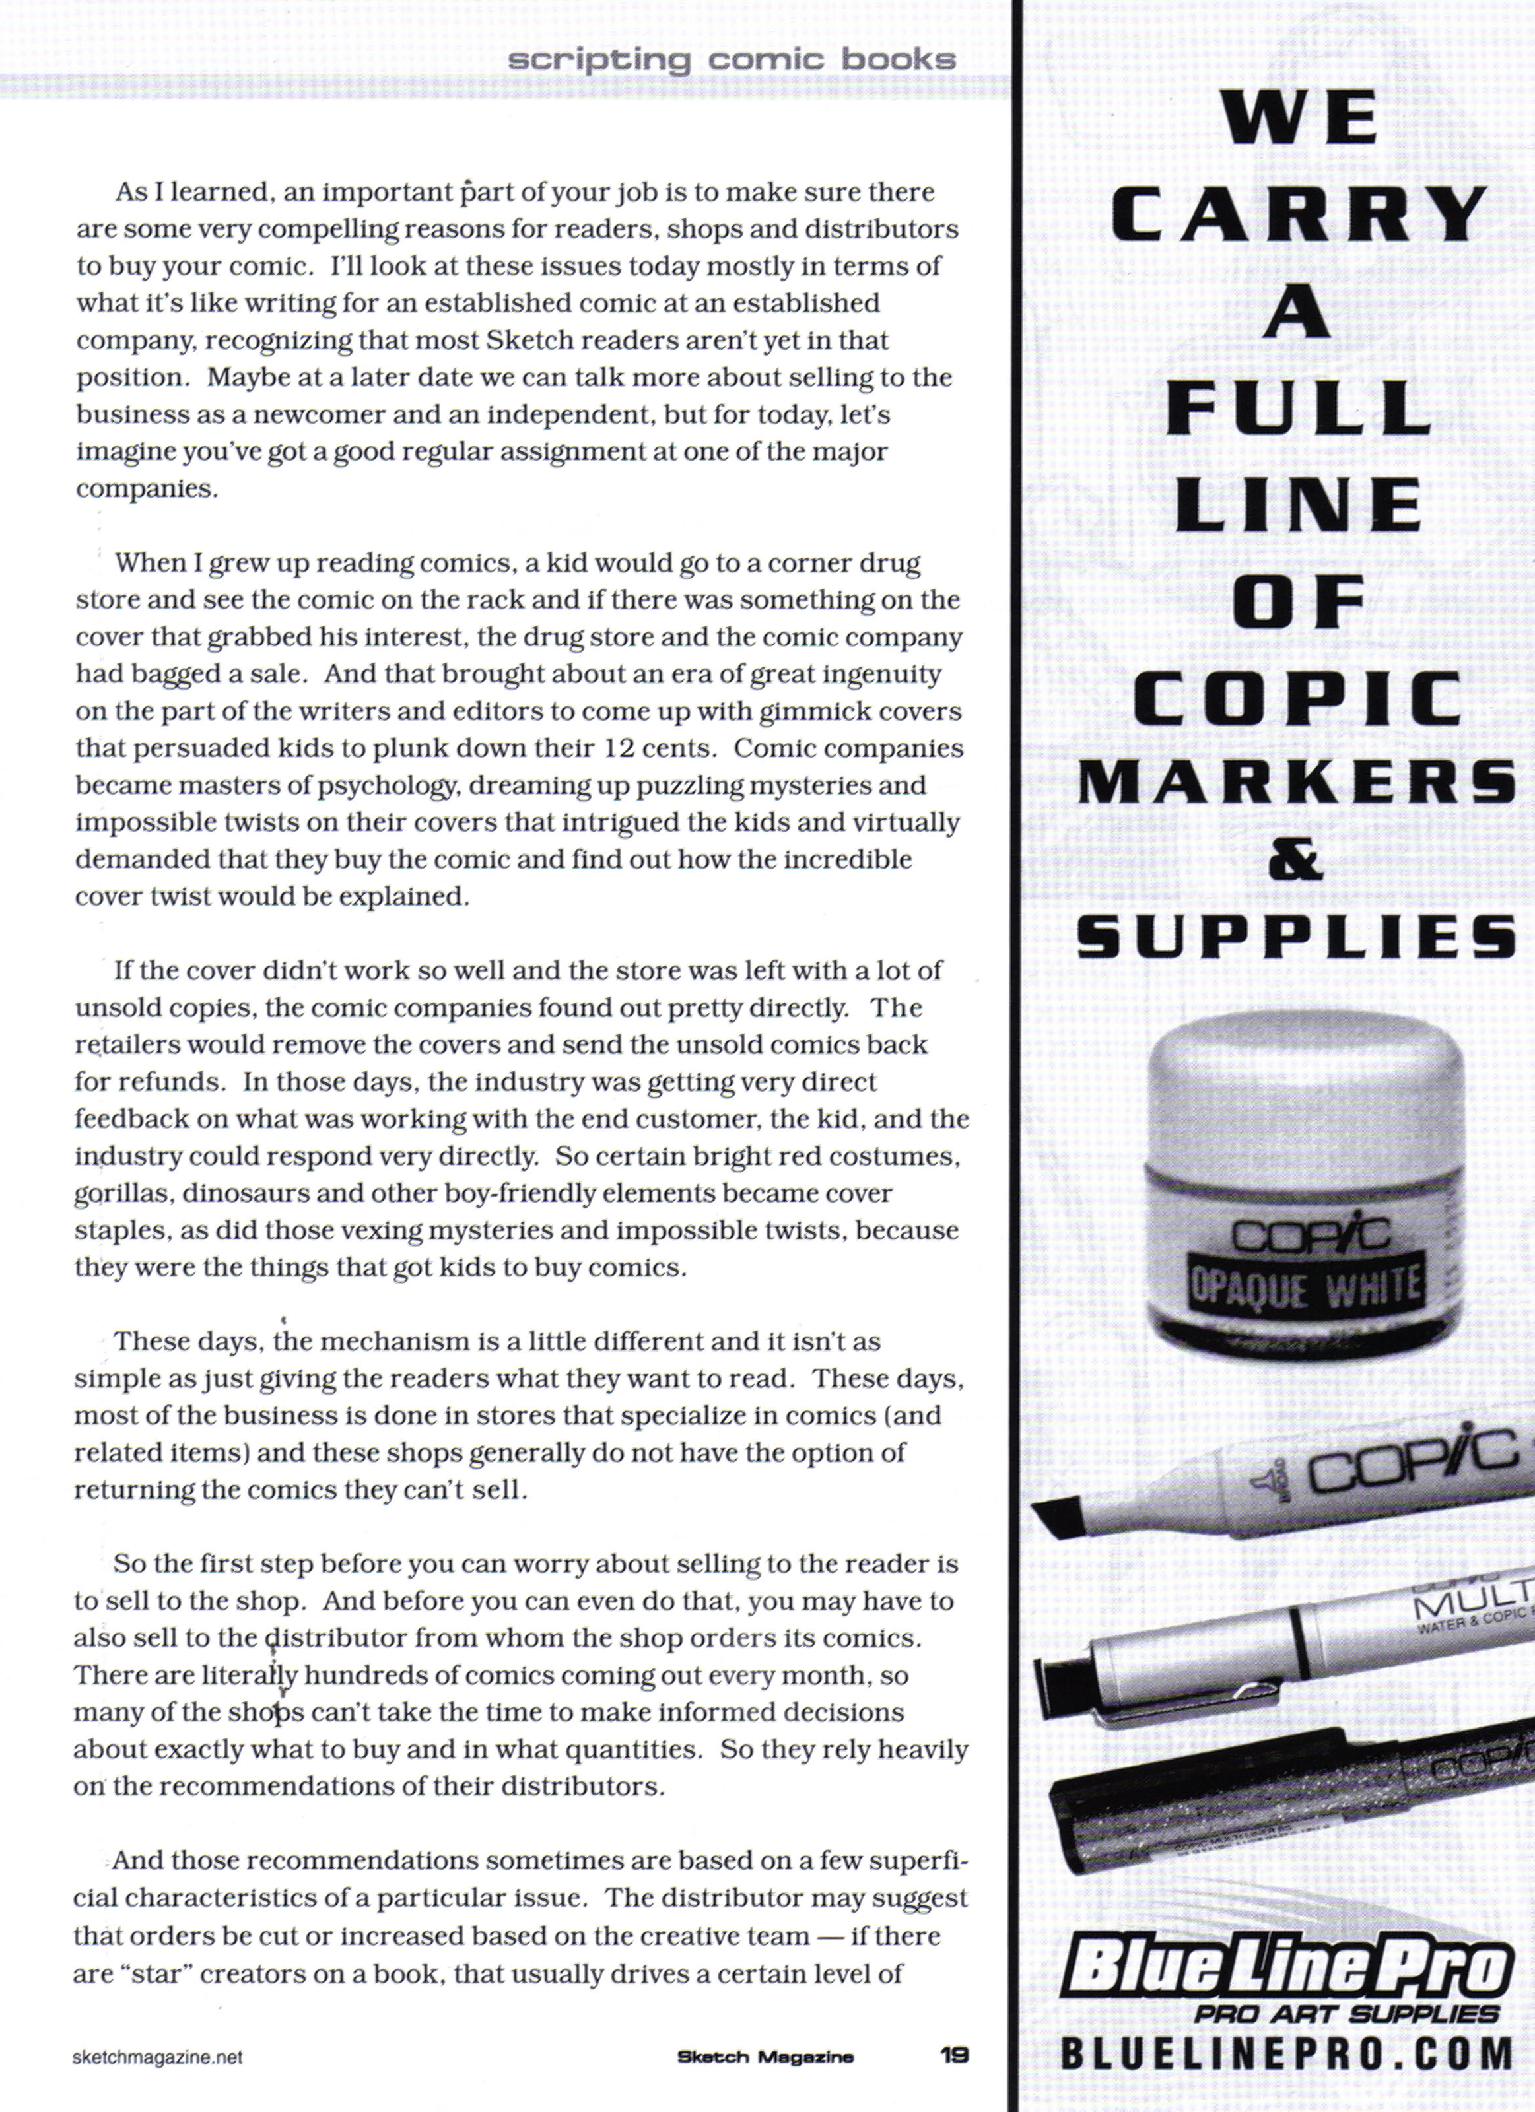 scripting comic books
As I learned, an important part of your job is to make sure there
are some very compelling reasons for readers, shops and distributors
to buy your comic.  I'll look at these issues today mostly in terms of
what it's like writing for an established comic at an established
company, recognizing that most Sketch readers aren't yet in that
position.  Maybe at a later date we can talk more about selling to the
business as a newcomer and an independent, but for today, let's
imagine you've got a good regular assignment at one of the major
companies.
When I grew up reading comics, a kid would go to a corner drug
store and see the comic on the rack and if there was something on the
cover that grabbed his interest, the drug store and the comic company
had bagged a sale.  And that brought about an era of great ingenuity
on the part of the writers and editors to come up with gimmick covers
that persuaded kids to plunk down their 12 cents.  Comic companies
became masters of psychology, dreaming up puzzling mysteries and
impossible twists on their covers that intrigued the kids and virtually
demanded that they buy the comic and find out how the incredible
cover twist would be explained.
If the cover didn't work so well and the store was left with a lot of
unsold copies, the comic companies found out pretty directly.  The
retailers would remove the covers and send the unsold comics back
for refunds.  In those days, the industry was getting very direct
feedback on what was working with the end customer, the kid, and the
industry could respond very directly.  So certain bright red costumes,
gorillas, dinosaurs and other boy-friendly elements became cover
staples, as did those vexing mysteries and impossible twists, because
they were the things that got kids to buy comics.
These days, the mechanism is a little different and it isn't as
simple as just giving the readers what they want to read.  These days,
most of the business is done in stores that specialize in comics (and
related items) and these shops generally do not have the option of
returning the comics they can't sell.
So the first step before you can worry about selling to the reader is
to sell to the shop.  And before you can even do that, you may have to
also sell to the distributor from whom the shop orders its comics.
There are literally hundreds of comics coming out every month, so
many of the shops can't take the time to make informed decisions
about exactly what to buy and in what quantities.  So they rely heavily
on the recommendations of their distributors.
And those recommendations sometimes are based on a few superfi-
cial characteristics of a particular issue.  The distributor may suggest
that orders be cut or increased based on the creative team — if there
are “star” creators on a book, that usually drives a certain level of
sketchmagazine.net
Sketch Magazine 19
WE
CARRY
A
FULL
LINE
OF
COPIC
MARKERS
&
SUPPLIES
COPIC
OPAQUE WHITE
BROAD
COPIC
MULT
WATER & COPIC
COPIC
BlueLinePro
PRO ART SUPPLIES
BLUELINEPRO.COM